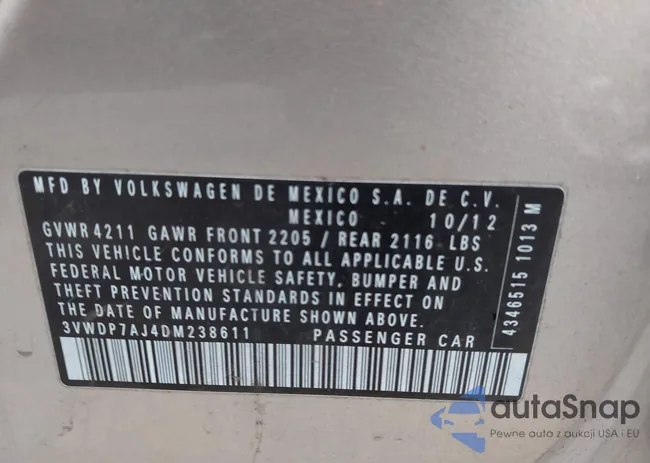 MFD BY VOLKSWAGEN DE MEXICO S.A. DE C.V.
MEXICO 10/12
GVWR 4211 GAWR FRONT 2205 / REAR 2116 LBS
THIS VEHICLE CONFORMS TO ALL APPLICABLE U.S.
FEDERAL MOTOR VEHICLE SAFETY, BUMPER AND
THEFT PREVENTION STANDARDS IN EFFECT ON
THE DATE OF MANUFACTURE SHOWN ABOVE.
3VWDP7AJ4DM238611 PASSENGER CAR
4346515 1013 M
autoSnap
Pewne auta z aukcji USA i EU